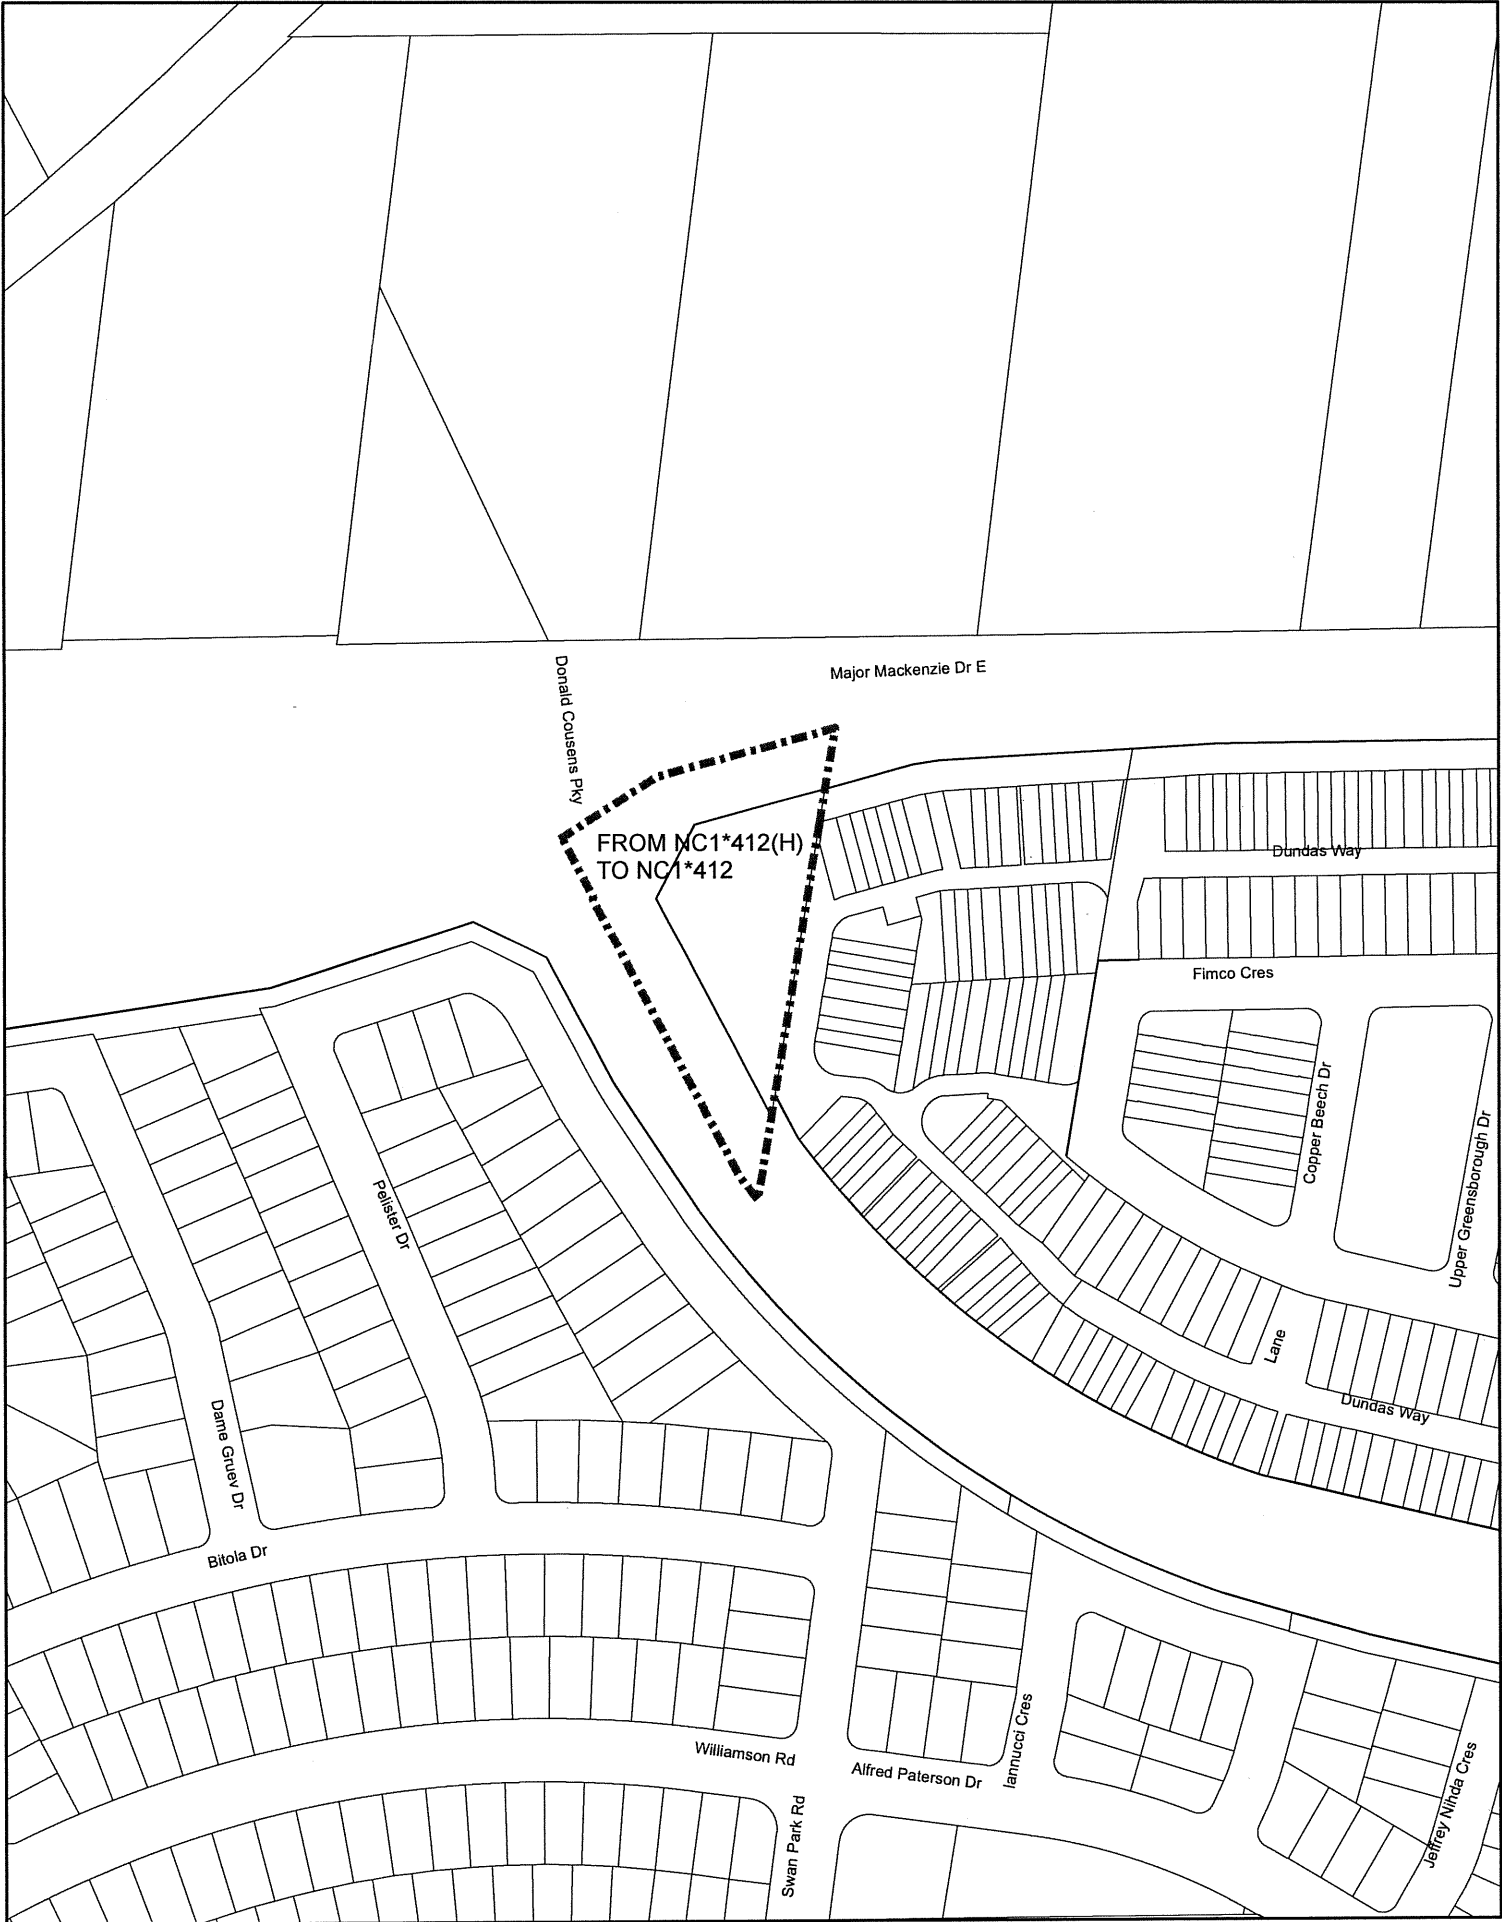 Donald Cousens Pky
Major Mackenzie Dr E
FROM NC1*412(H)
TO NC1*412
Dundas Way
Fimco Cres
Copper Beech Dr
Upper Greensborough Dr
Pelister Dr
Lane
Dundas Way
Dame Gruev Dr
Bitola Dr
Williamson Rd
Alfred Paterson Dr
Iannucci Cres
Swan Park Rd
Jeffrey Nihda Cres